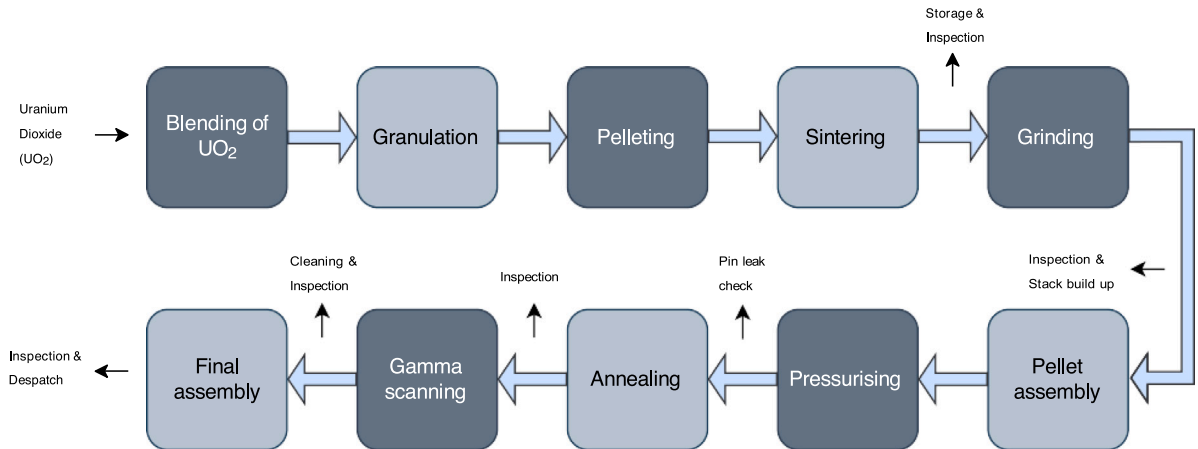 Storage &
Inspection
Uranium
Dioxide
(UO₂)
Blending of
UO₂
Granulation
Pelleting
Sintering
Grinding
Inspection &
Stack build up
Pin leak
check
Inspection
Cleaning &
Inspection
Pellet
assembly
Pressurising
Annealing
Gamma
scanning
Final
assembly
Inspection &
Despatch